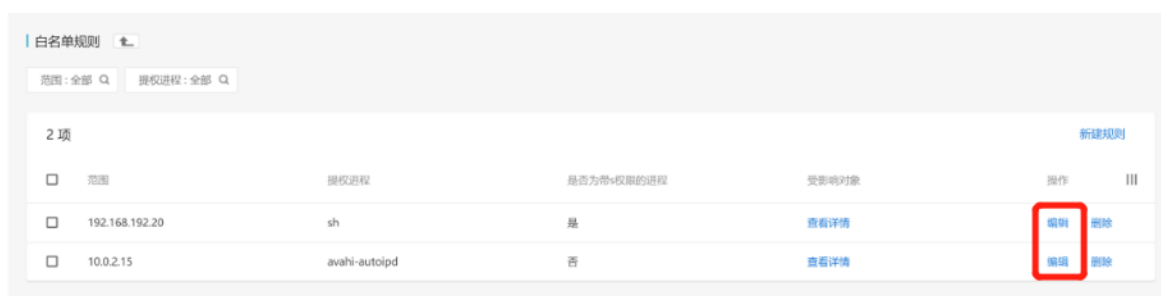 白名单规则
范围:全部 提权进程:全部
2 项 新建规则
范围 提权进程 是否为带s权限的进程 受影响对象 操作
192.168.192.20 sh 是 查看详情 编辑 删除
10.0.2.15 avahi-autoipd 否 查看详情 编辑 删除